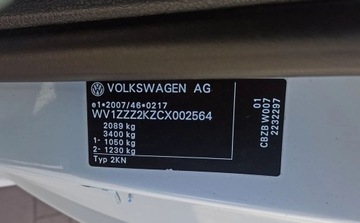 VOLKSWAGEN AG
e1*2007/46*0217
WV1ZZZ2KZCX002564
2089 kg
3400 kg
1- 1050 kg
2- 1230 kg
Typ 2KN
01
CBZB W007
2232297